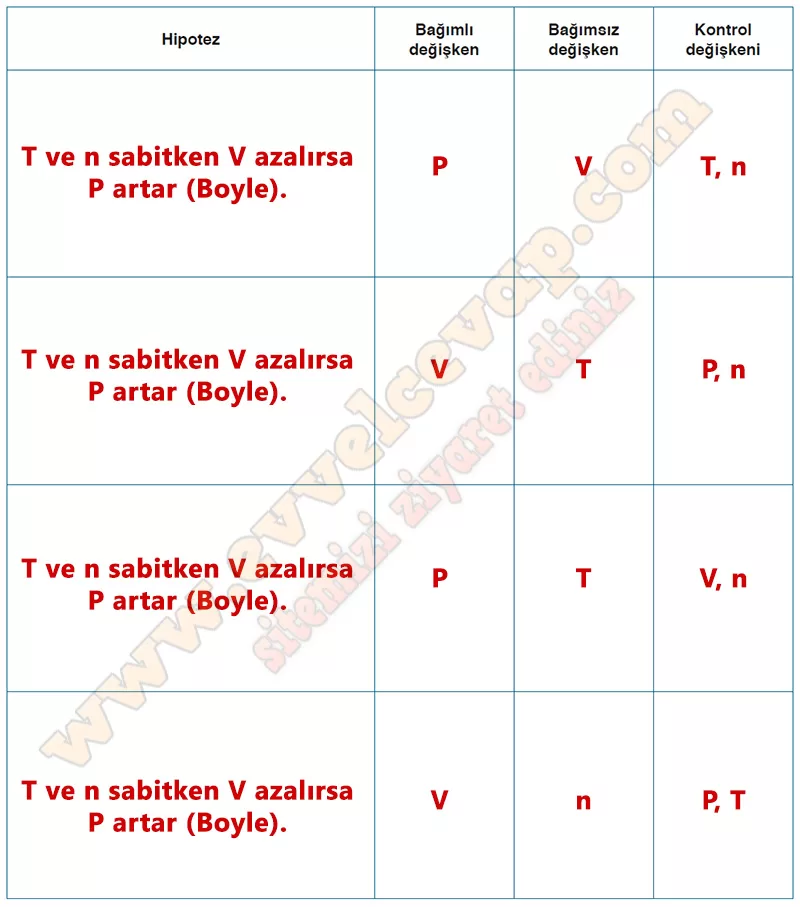 Hipotez
Bağımlı
değişken
Bağımsız
değişken
Kontrol
değişkeni
T ve n sabitken V azalırsa
P artar (Boyle).
P
V
T, n
T ve n sabitken V azalırsa
P artar (Boyle).
V
T
P, n
T ve n sabitken V azalırsa
P artar (Boyle).
P
T
V, n
T ve n sabitken V azalırsa
P artar (Boyle).
V
n
P, T
www.evvelcevap.com
sitemizi ziyaret ediniz